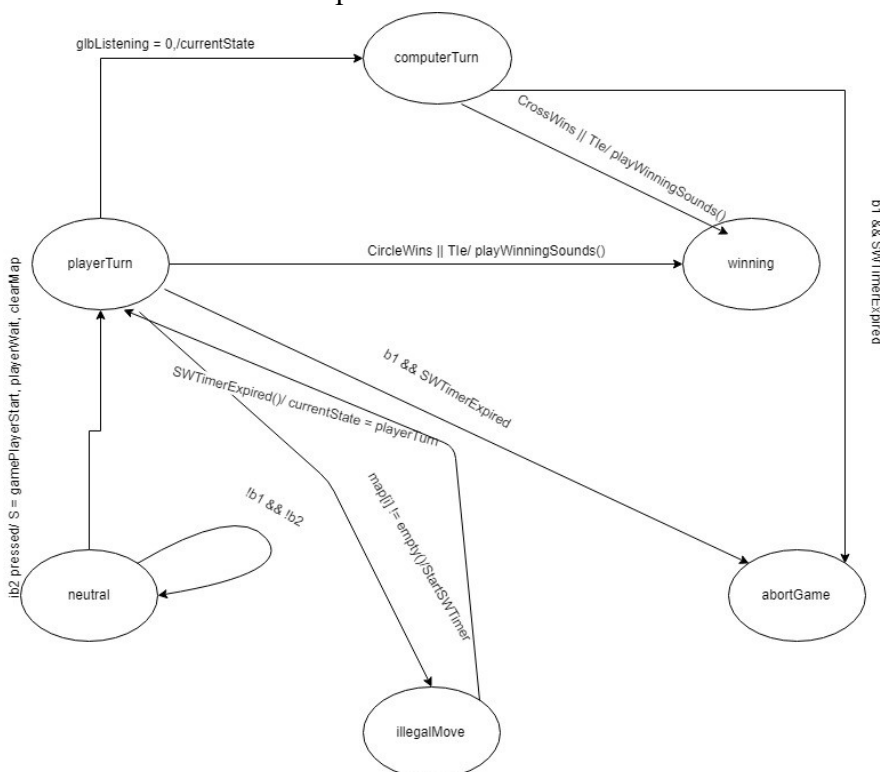 glbListening = 0,/currentState
computerTurn
CrossWins || TIe/ playWinningSounds()
b1 && SWTimerExpired
playerTurn
CircleWins || TIe/ playWinningSounds()
winning
ib2 pressed/ S = gamePlayerStart, playerWait, clearMap
SWTimerExpired()/ currentState = playerTurn
b1 && SWTimerExpired
map[i] != empty()/StartSWTimer
!b1 && !b2
neutral
abortGame
illegalMove